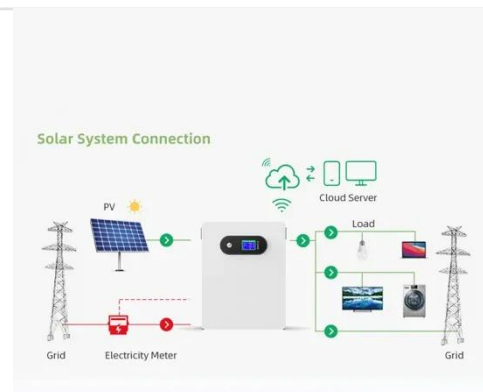 Solar System Connection
Cloud Server
PV
Load
Grid
Electricity Meter
Grid